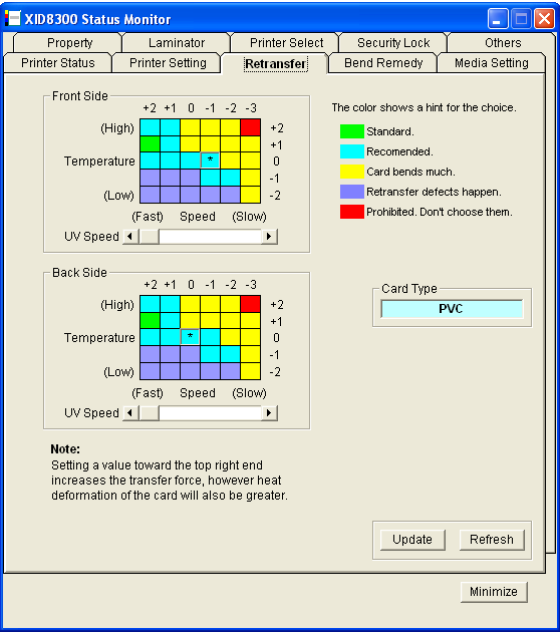 XID8300 Status Monitor
Property Laminator Printer Select Security Lock Others
Printer Status Printer Setting Retransfer Bend Remedy Media Setting
Front Side
+2 +1 0 -1 -2 -3
(High) +2
+1
Temperature * 0
-1
(Low) -2
(Fast) Speed (Slow)
UV Speed
The color shows a hint for the choice.
Standard.
Recomended.
Card bends much.
Retransfer defects happen.
Prohibited. Don't choose them.
Back Side
+2 +1 0 -1 -2 -3
(High) +2
+1
Temperature * 0
-1
(Low) -2
(Fast) Speed (Slow)
UV Speed
Card Type
PVC
Note:
Setting a value toward the top right end
increases the transfer force, however heat
deformation of the card will also be greater.
Update Refresh
Minimize